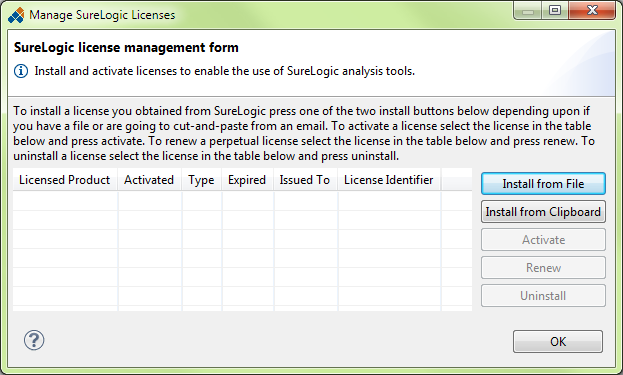 Manage SureLogic Licenses
SureLogic license management form
Install and activate licenses to enable the use of SureLogic analysis tools.
To install a license you obtained from SureLogic press one of the two install buttons below depending upon if
you have a file or are going to cut-and-paste from an email. To activate a license select the license in the table
below and press activate. To renew a perpetual license select the license in the table below and press renew. To
uninstall a license select the license in the table below and press uninstall.
Licensed Product Activated Type Expired Issued To License Identifier
Install from File
Install from Clipboard
Activate
Renew
Uninstall
?
OK